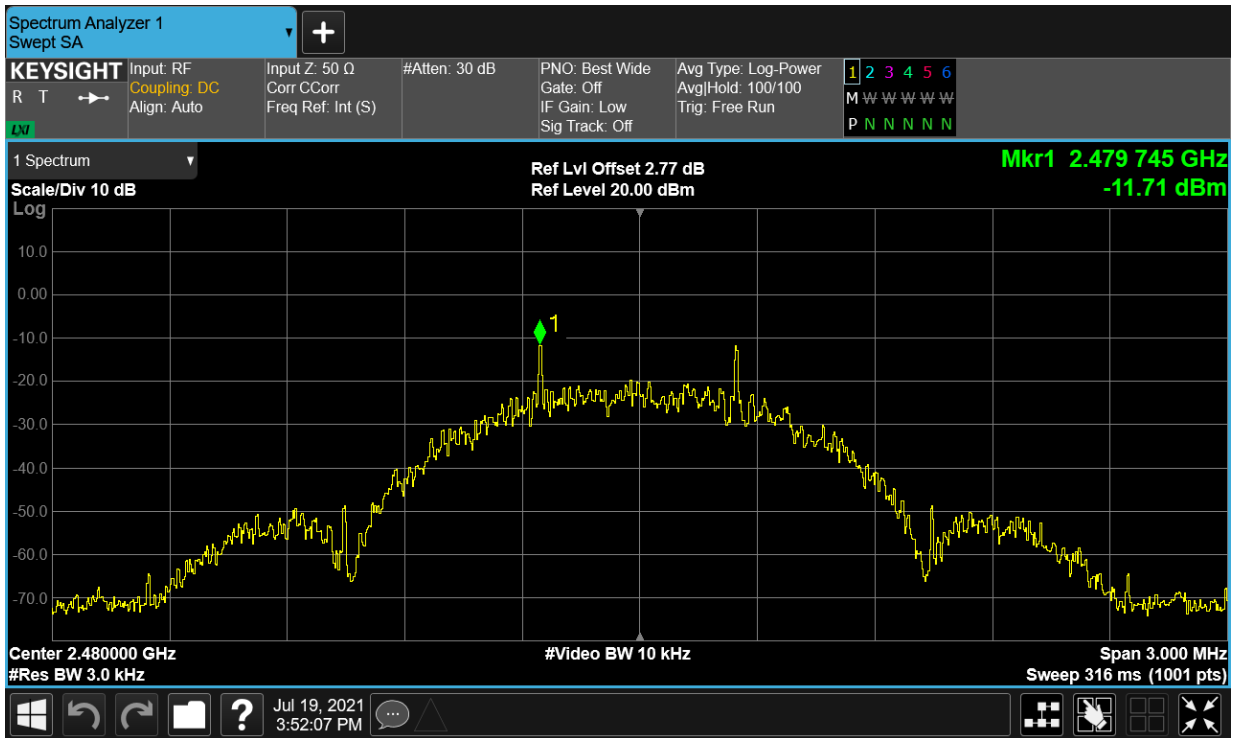 Spectrum Analyzer 1
Swept SA
KEYSIGHT
R T
LXI
Input: RF
Coupling: DC
Align: Auto
Input Z: 50 Ω
Corr CCorr
Freq Ref: Int (S)
#Atten: 30 dB
PNO: Best Wide
Gate: Off
IF Gain: Low
Sig Track: Off
Avg Type: Log-Power
Avg|Hold: 100/100
Trig: Free Run
1 2 3 4 5 6
M W W W W W
P N N N N N
1 Spectrum
Scale/Div 10 dB
Ref Lvl Offset 2.77 dB
Ref Level 20.00 dBm
Mkr1 2.479 745 GHz
-11.71 dBm
Log
10.0
0.00
-10.0
-20.0
-30.0
-40.0
-50.0
-60.0
-70.0
1
Center 2.480000 GHz
#Res BW 3.0 kHz
#Video BW 10 kHz
Span 3.000 MHz
Sweep 316 ms (1001 pts)
?
Jul 19, 2021
3:52:07 PM